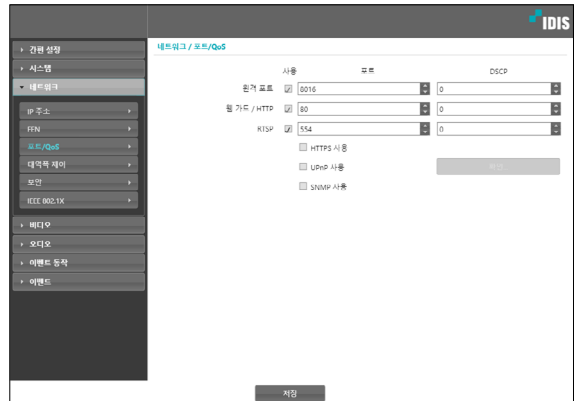 IDIS
간편 설정
시스템
네트워크
IP 주소
FEN
포트/QoS
대역폭 제어
보안
IEEE 802.1X
비디오
오디오
이벤트 동작
이벤트
네트워크 / 포트/QoS
사용 포트 DSCP
원격 포트 8016 0
웹 가드 / HTTP 80 0
RTSP 554 0
HTTPS 사용
UPnP 사용 확인
SNMP 사용
저장